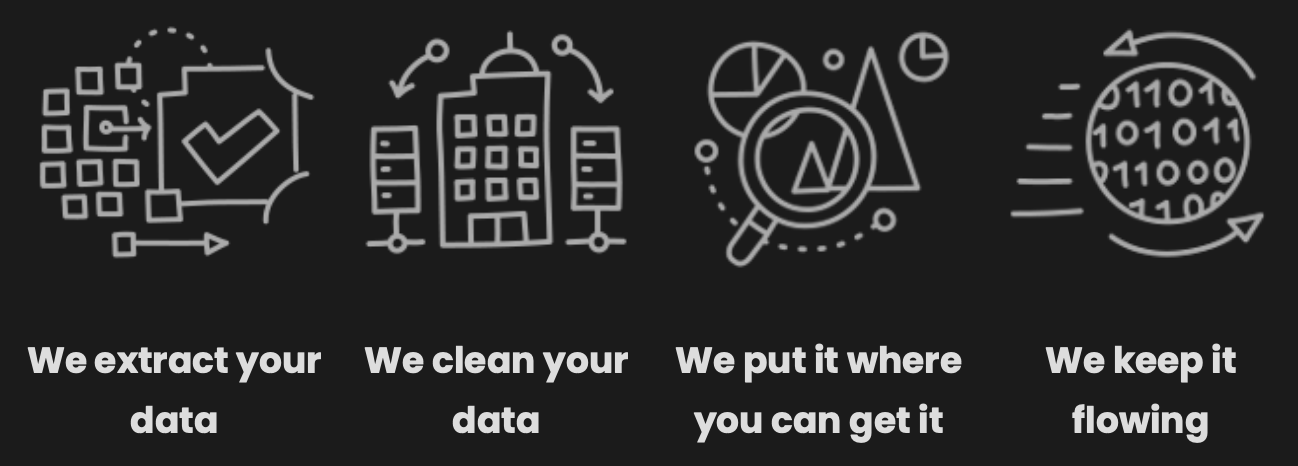 011010
101011
011000
1100
We extract your
data
We clean your
data
We put it where
you can get it
We keep it
flowing